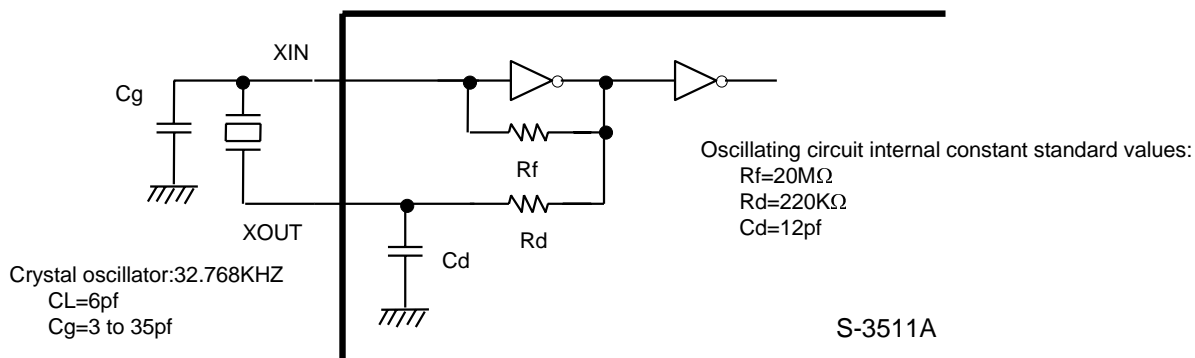 XIN
Cg
Rf
Oscillating circuit internal constant standard values:
Rf=20MΩ
Rd=220KΩ
Cd=12pf
XOUT
Rd
Cd
Crystal oscillator:32.768KHZ
CL=6pf
Cg=3 to 35pf
S-3511A